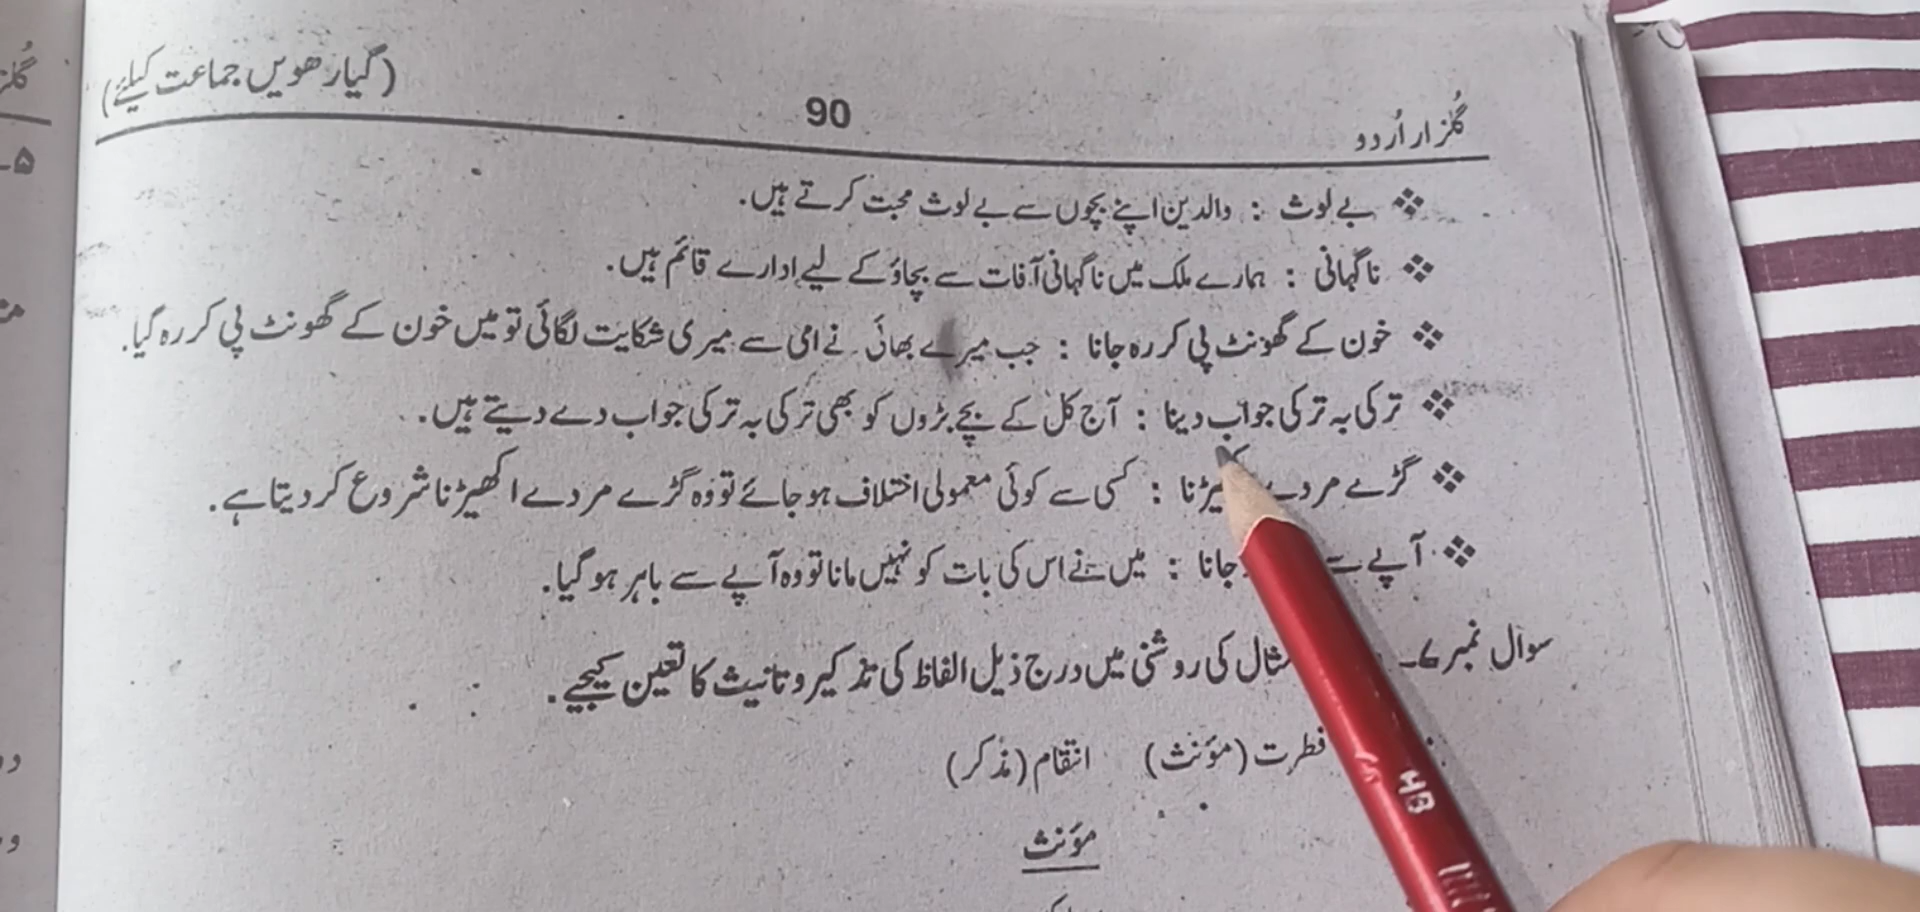 گلزار اُردو 90 (گیارھویں جماعت کیلئے)
بے لوث : والدین اپنے بچوں سے بے لوث محبت کرتے ہیں۔
ناگہانی : ہمارے ملک میں ناگہانی آفات سے بچاؤ کے لیے ادارے قائم ہیں۔
خون کے گھونٹ پی کر رہ جانا : جب میرے بھائی نے امی سے میری شکایت لگائی تو میں خون کے گھونٹ پی کر رہ گیا۔
ترکی بہ ترکی جواب دینا : آج کل کے بچے بڑوں کو بھی ترکی بہ ترکی جواب دے دیتے ہیں۔
گڑے مردے : کسی سے کوئی معمولی اختلاف ہو جائے تو وہ گڑے مردے اکھیڑنا شروع کر دیتا ہے۔
آپے سے جانا : میں نے اس کی بات کو نہیں مانا تو وہ آپے سے باہر ہو گیا۔
سوال نمبر ۷۔ مثال کی روشنی میں درج ذیل الفاظ کی تذکیر و تانیث کا تعین کیجیے۔
فطرت (مؤنث) انتقام (مذکر)
مؤنث
HB